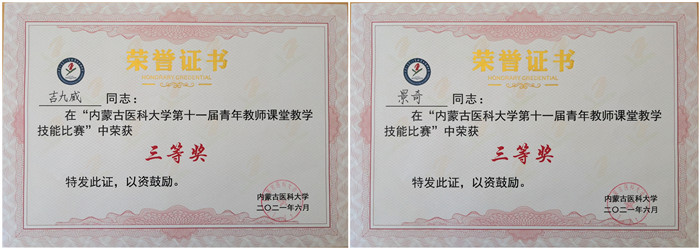 荣誉证书
HONORARY CREDENTIAL
吉九威 同志:
在“内蒙古医科大学第十一届青年教师课堂教学
技能比赛”中荣获
三等奖
特发此证,以资鼓励。
内蒙古医科大学
二〇二一年六月
荣誉证书
HONORARY CREDENTIAL
景奇 同志:
在“内蒙古医科大学第十一届青年教师课堂教学
技能比赛”中荣获
三等奖
特发此证,以资鼓励。
内蒙古医科大学
二〇二一年六月